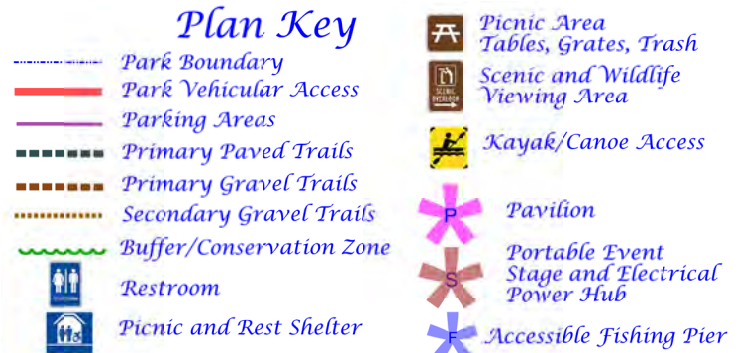 Plan Key
Park Boundary
Park Vehicular Access
Parking Areas
Primary Paved Trails
Primary Gravel Trails
Secondary Gravel Trails
Buffer/Conservation Zone
Restroom
Picnic and Rest Shelter
Picnic Area
Tables, Grates, Trash
SCENIC
OVERLOOK
Scenic and Wildlife
Viewing Area
Kayak/Canoe Access
P
Pavilion
S
Portable Event
Stage and Electrical
Power Hub
F
Accessible Fishing Pier